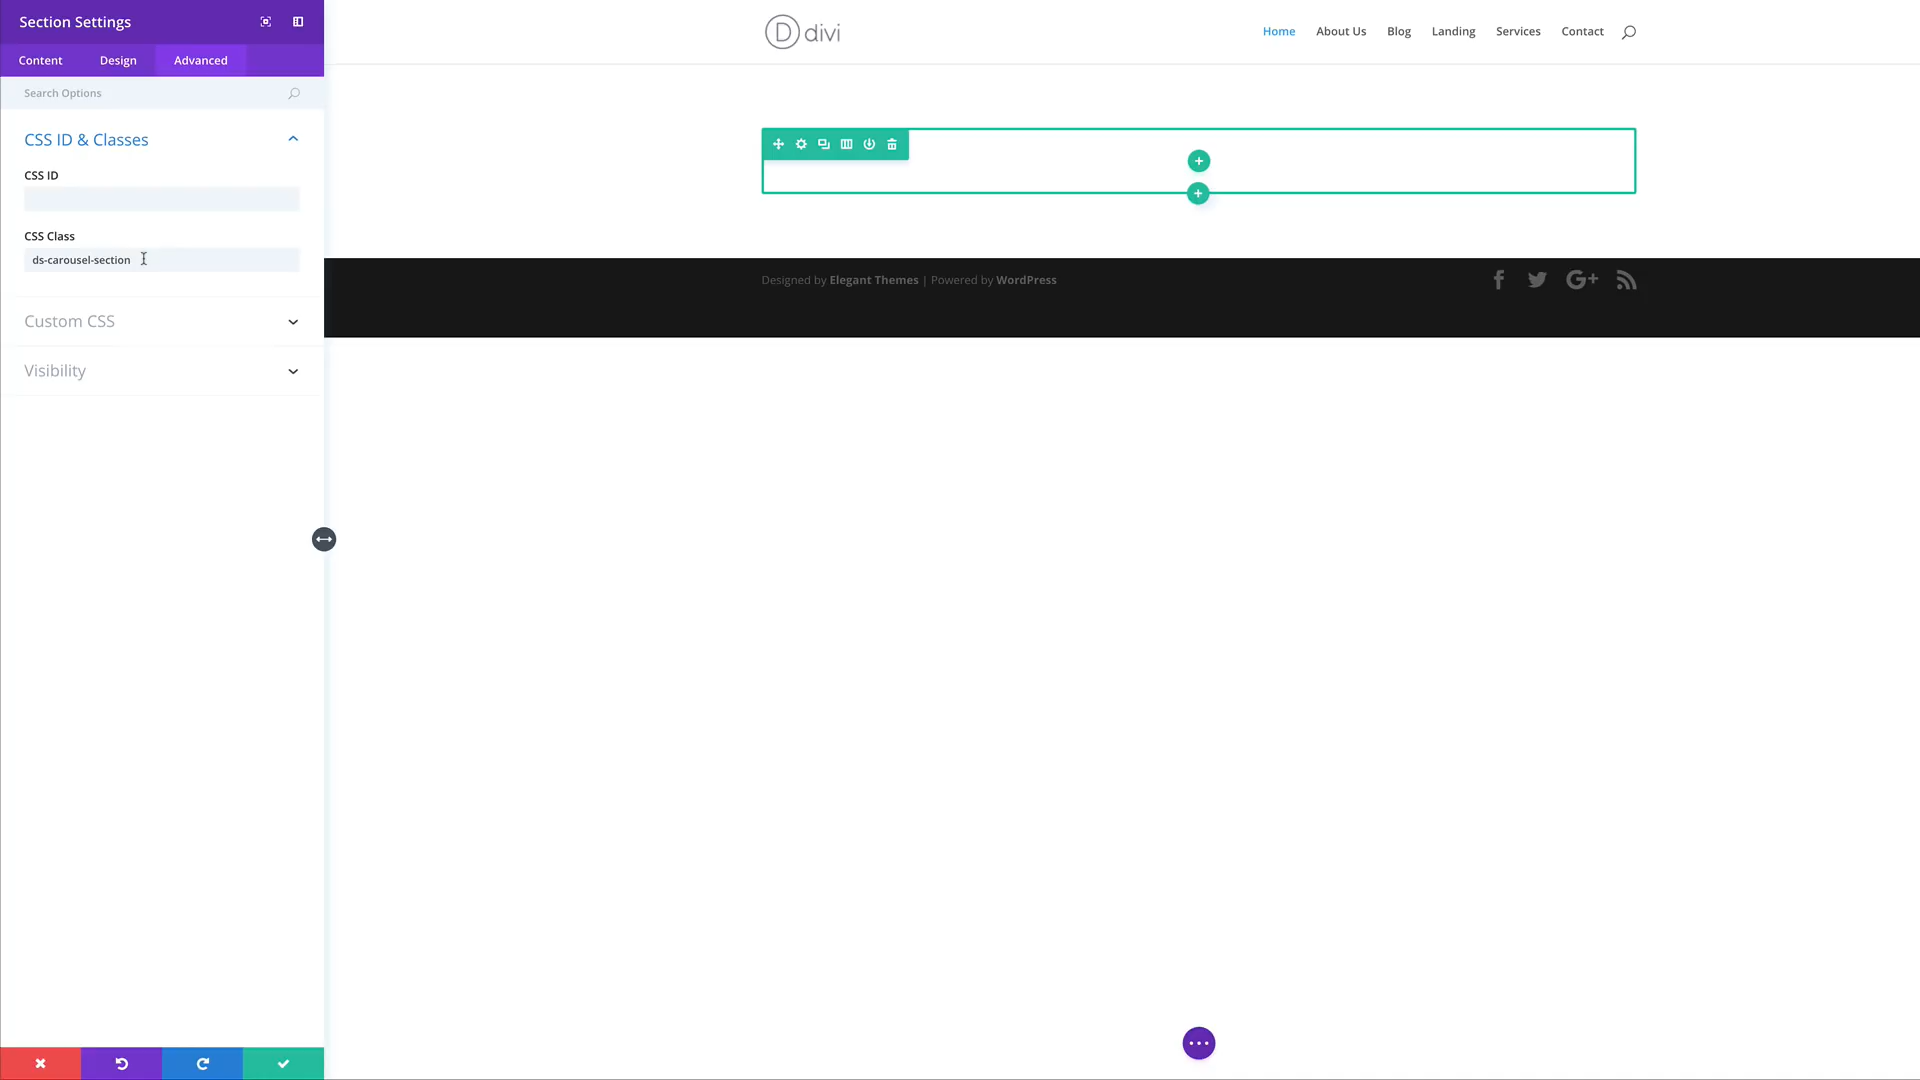 Section Settings
Content Design Advanced
Search Options
CSS ID & Classes
CSS ID
CSS Class
ds-carousel-section
Custom CSS
Visibility
D divi
Home About Us Blog Landing Services Contact
Designed by Elegant Themes | Powered by WordPress